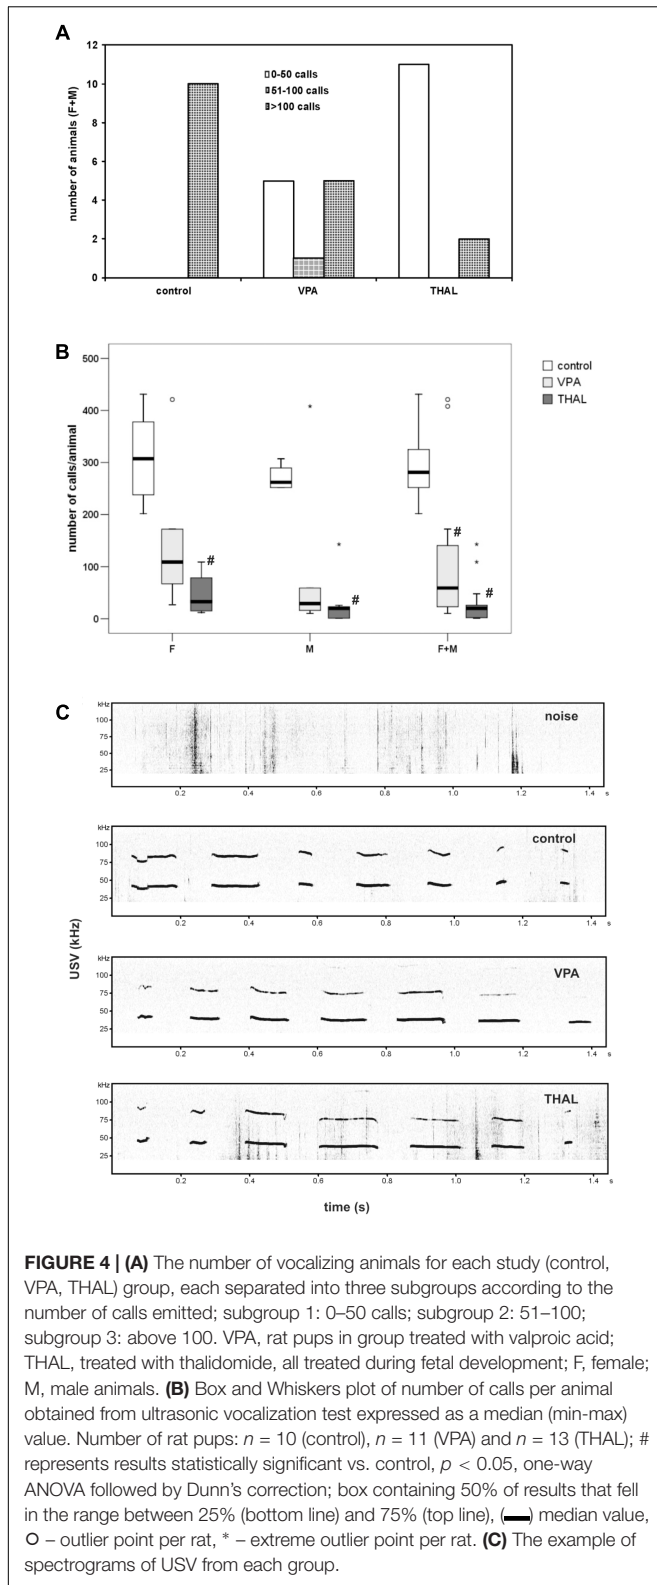 A
12
10
8
6
4
2
0
number of animals (F+M)
0-50 calls
51-100 calls
>100 calls
control VPA THAL
B
500
400
300
200
100
0
number of calls/animal
control
VPA
THAL
# # # #
F M F+M
C
USV (kHz)
kHz
100
75
50
25
noise
0.2 0.4 0.6 0.8 1.0 1.2 1.4 s
kHz
100
75
50
25
control
0.2 0.4 0.6 0.8 1.0 1.2 1.4 s
kHz
100
75
50
25
VPA
0.2 0.4 0.6 0.8 1.0 1.2 1.4 s
kHz
100
75
50
25
THAL
0.2 0.4 0.6 0.8 1.0 1.2 1.4 s
time (s)
FIGURE 4 | (A) The number of vocalizing animals for each study (control,
VPA, THAL) group, each separated into three subgroups according to the
number of calls emitted; subgroup 1: 0–50 calls; subgroup 2: 51–100;
subgroup 3: above 100. VPA, rat pups in group treated with valproic acid;
THAL, treated with thalidomide, all treated during fetal development; F, female;
M, male animals. (B) Box and Whiskers plot of number of calls per animal
obtained from ultrasonic vocalization test expressed as a median (min-max)
value. Number of rat pups: n = 10 (control), n = 11 (VPA) and n = 13 (THAL); #
represents results statistically significant vs. control, p < 0.05, one-way
ANOVA followed by Dunn's correction; box containing 50% of results that fell
in the range between 25% (bottom line) and 75% (top line), (▬) median value,
O – outlier point per rat, * – extreme outlier point per rat. (C) The example of
spectrograms of USV from each group.